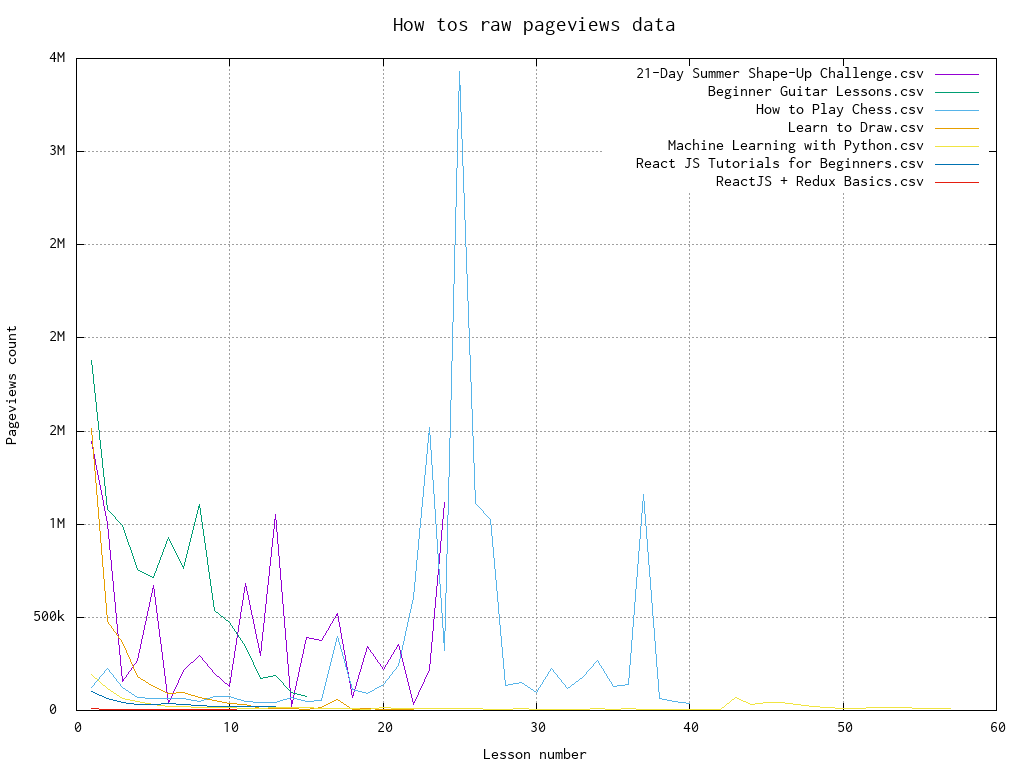 How tos raw pageviews data
4M
3M
2M
2M
2M
1M
500k
0
Pageviews count
21-Day Summer Shape-Up Challenge.csv
Beginner Guitar Lessons.csv
How to Play Chess.csv
Learn to Draw.csv
Machine Learning with Python.csv
React JS Tutorials for Beginners.csv
ReactJS + Redux Basics.csv
0 10 20 30 40 50 60
Lesson number